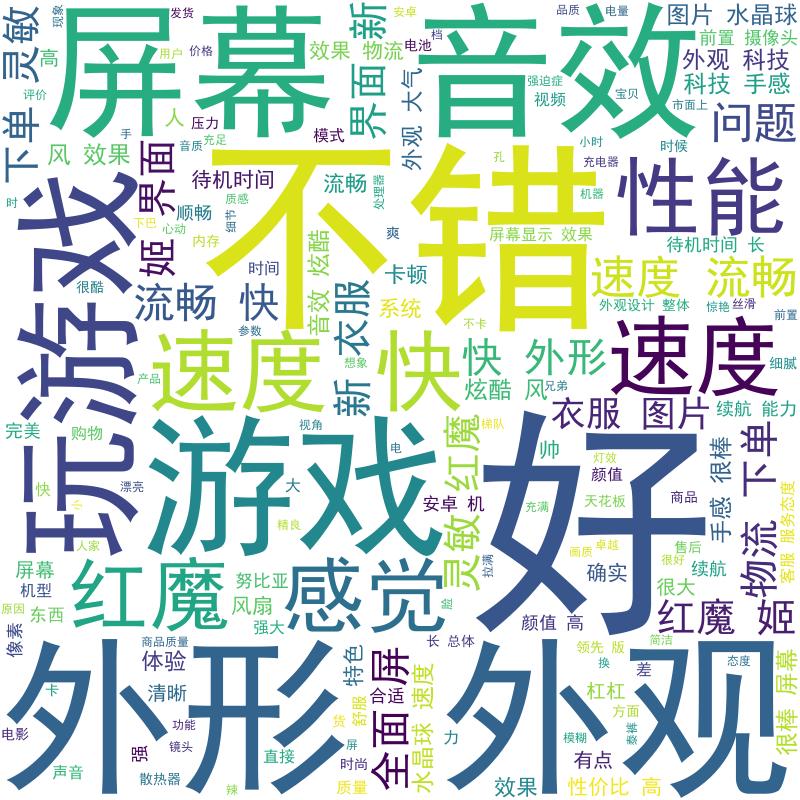 灵敏
现象
屏幕
发货
用户
价格
效果 物流
电池
安卓
档
新
界面
音效
品质
电量
图片 水晶球
前置 摄像头
外观 科技
科技 手感
高
评价
下单
强迫症
视频
宝贝
市面上
问题
人
压力
手
充足
模式
音质
外观 大气
小时
时候
风 效果
界面
姬
待机时间
流畅
处理器
不错
孔
充电器
机器
性能
时
质感
下巴
顺畅
细节
心动
内存
爽
屏幕显示 效果
待机时间 长
玩游戏
很酷
时间
音效 炫酷
卡顿
速度 流畅
流畅 快
参数
新 衣服
系统
外观设计 整体
惊艳
丝滑
前置
不卡
速度
快
快 外形
速度
细腻
产品
想象
炫酷 风
兄弟
衣服 图片
续航 能力
完美
购物
视角
梯队
游戏
电
灵敏 红魔
好
帅
灯效
颜值
手感 很棒
物流 下单
快
漂亮
大
安卓 机
充满
天花板
商品
小
精良
人家
画质
卓越
售后
很好
客服 服务态度
屏幕
机型
红魔
努比亚
感觉
拉满
确实
续航
很大
原因
东西
风扇
强大
脸
颜值 高
红魔 姬
像素
外形
商品质量
体验
特色
长 总体
全面屏
外观
领先 版
简洁
换
态度
很棒 屏幕
卡
清晰
合适
差
舒服
水晶球 速度
杠杠
电影
功能
货
力
方面
强
镜头
直接
屏
模糊
泰裤
声音
时尚
有点
散热器
辣
质量
效果
性价比 高